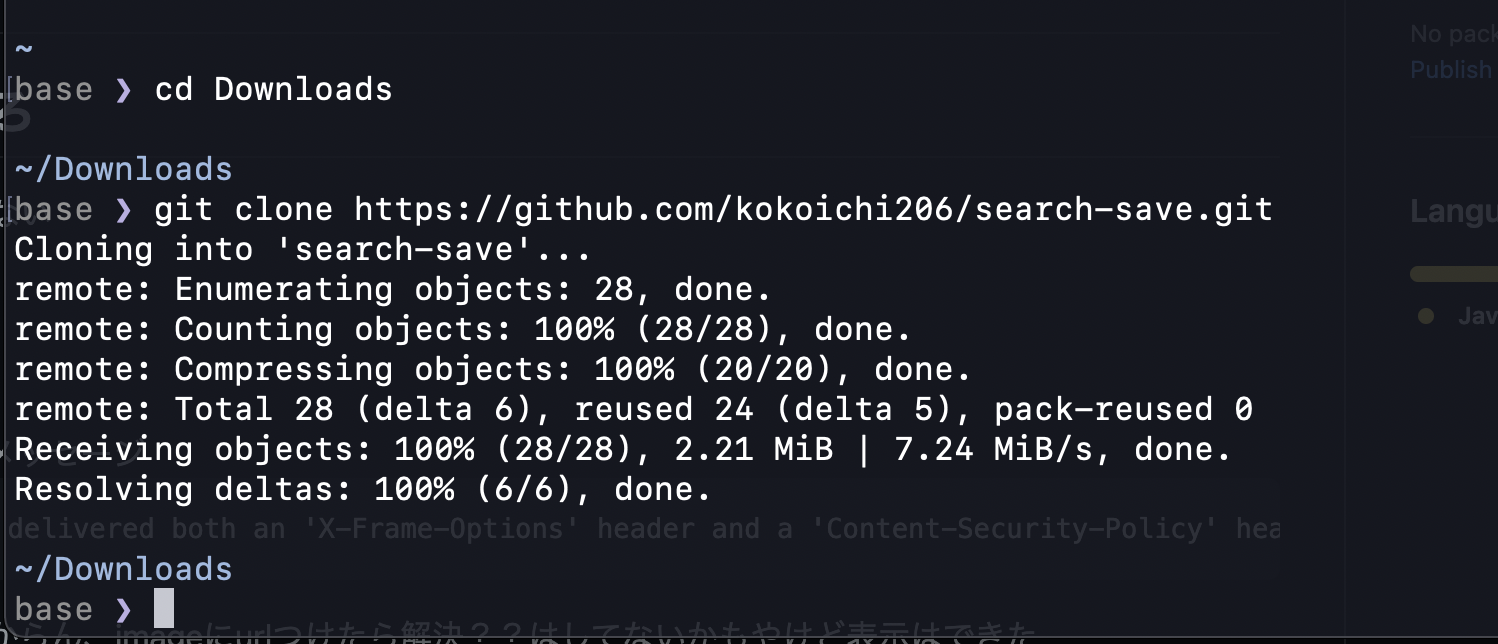 ~
base ❯ cd Downloads
~/Downloads
base ❯ git clone https://github.com/kokoichi206/search-save.git
Cloning into 'search-save'...
remote: Enumerating objects: 28, done.
remote: Counting objects: 100% (28/28), done.
remote: Compressing objects: 100% (20/20), done.
remote: Total 28 (delta 6), reused 24 (delta 5), pack-reused 0
Receiving objects: 100% (28/28), 2.21 MiB | 7.24 MiB/s, done.
Resolving deltas: 100% (6/6), done.
delivered both an 'X-Frame-Options' header and a 'Content-Security-Policy' hea
~/Downloads
base ❯
imageにurlつけたら解決??はしてないかもやけど表示はできた
No pack
Publish
Langu
Jav